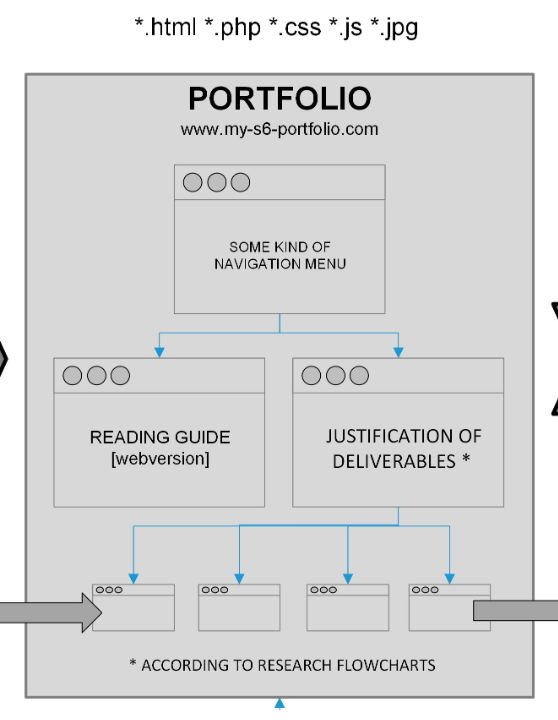 *.html *.php *.css *.js *.jpg
PORTFOLIO
www.my-s6-portfolio.com
SOME KIND OF
NAVIGATION MENU
READING GUIDE
[webversion]
JUSTIFICATION OF
DELIVERABLES *
* ACCORDING TO RESEARCH FLOWCHARTS